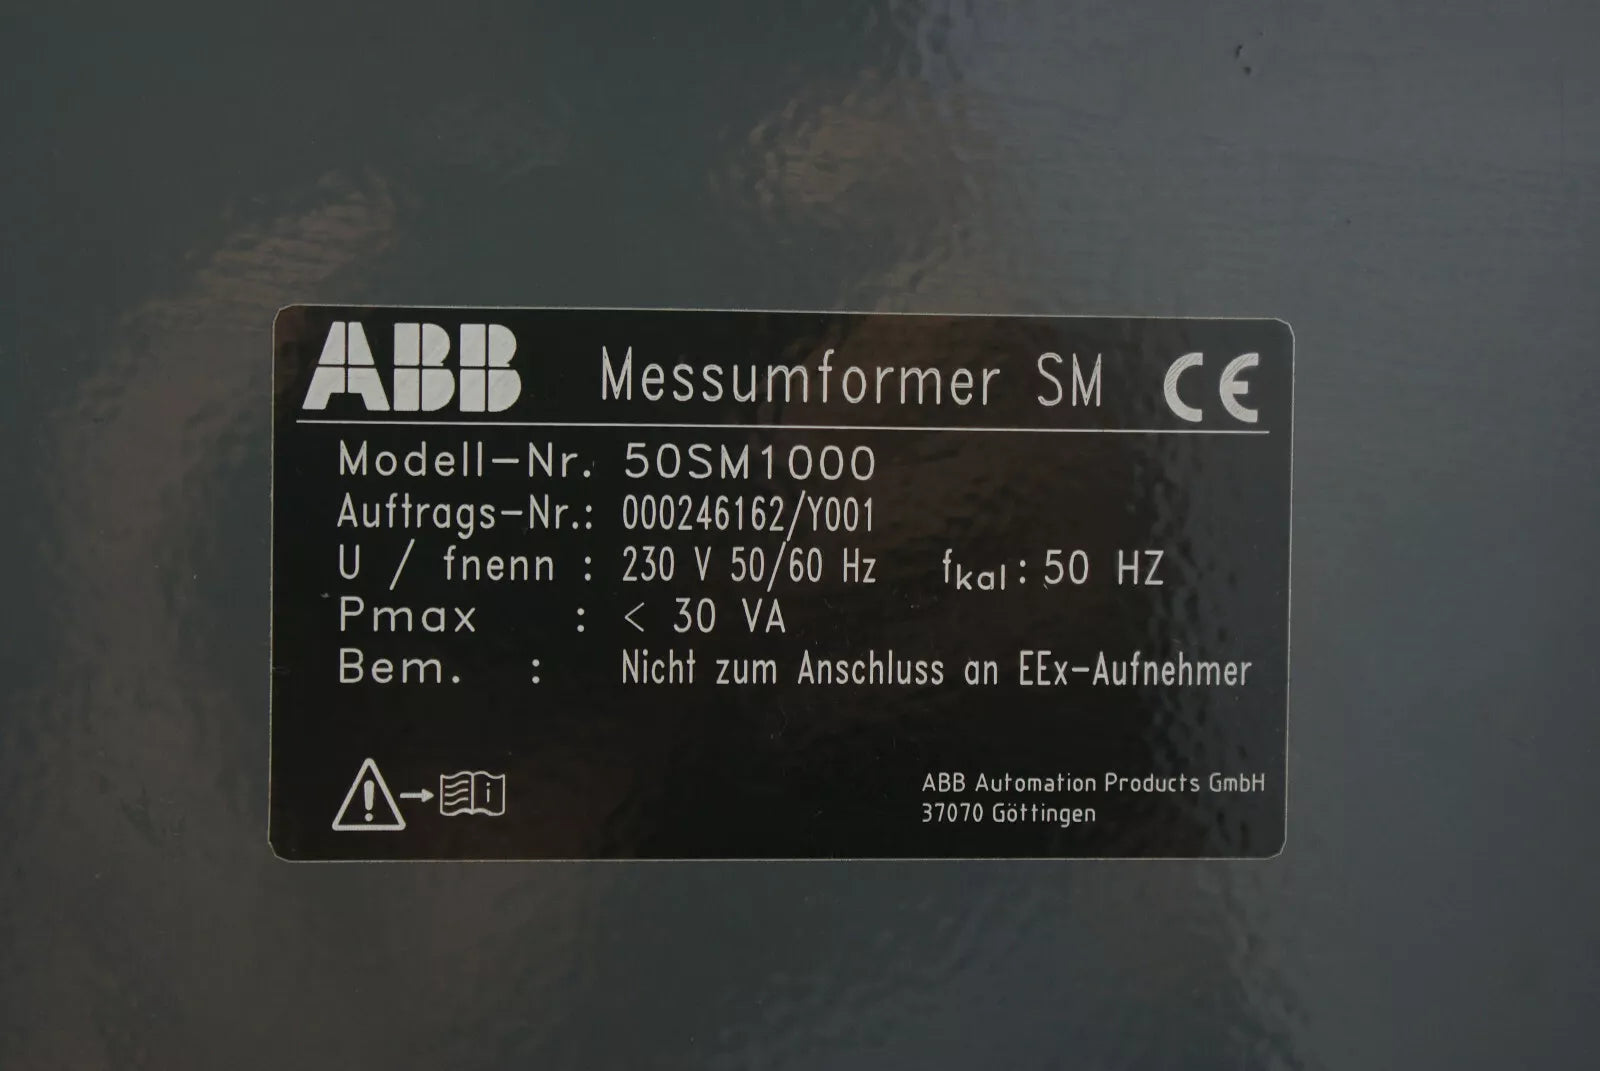 ABB Messumformer SM CE
Modell-Nr. 50SM1000
Auftrags-Nr.: 000246162/Y001
U / fnenn : 230 V 50/60 Hz fkal : 50 HZ
Pmax : < 30 VA
Bem. : Nicht zum Anschluss an EEx-Aufnehmer
i
ABB Automation Products GmbH
37070 Göttingen